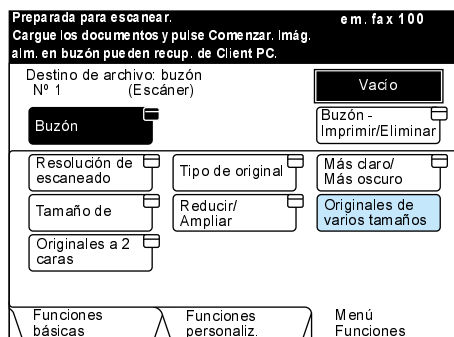 Preparada para escanear.
em. fax 100
Cargue los documentos y pulse Comenzar. Imág.
alm. en buzón pueden recup. de Client PC.
Destino de archivo: buzón
Nº 1 (Escáner)
Vacío
Buzón
Buzón -
Imprimir/Eliminar
Resolución de
escaneado
Tipo de original
Más claro/
Más oscuro
Tamaño de
Reducir/
Ampliar
Originales de
varios tamaños
Originales a 2
caras
Funciones
básicas
Funciones
personaliz.
Menú
Funciones